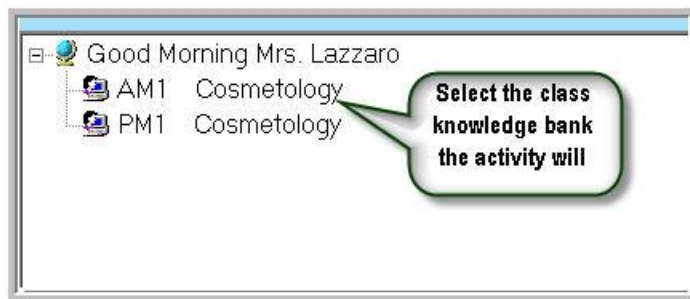 Good Morning Mrs. Lazzaro
AM1 Cosmetology
PM1 Cosmetology
Select the class
knowledge bank
the activity will